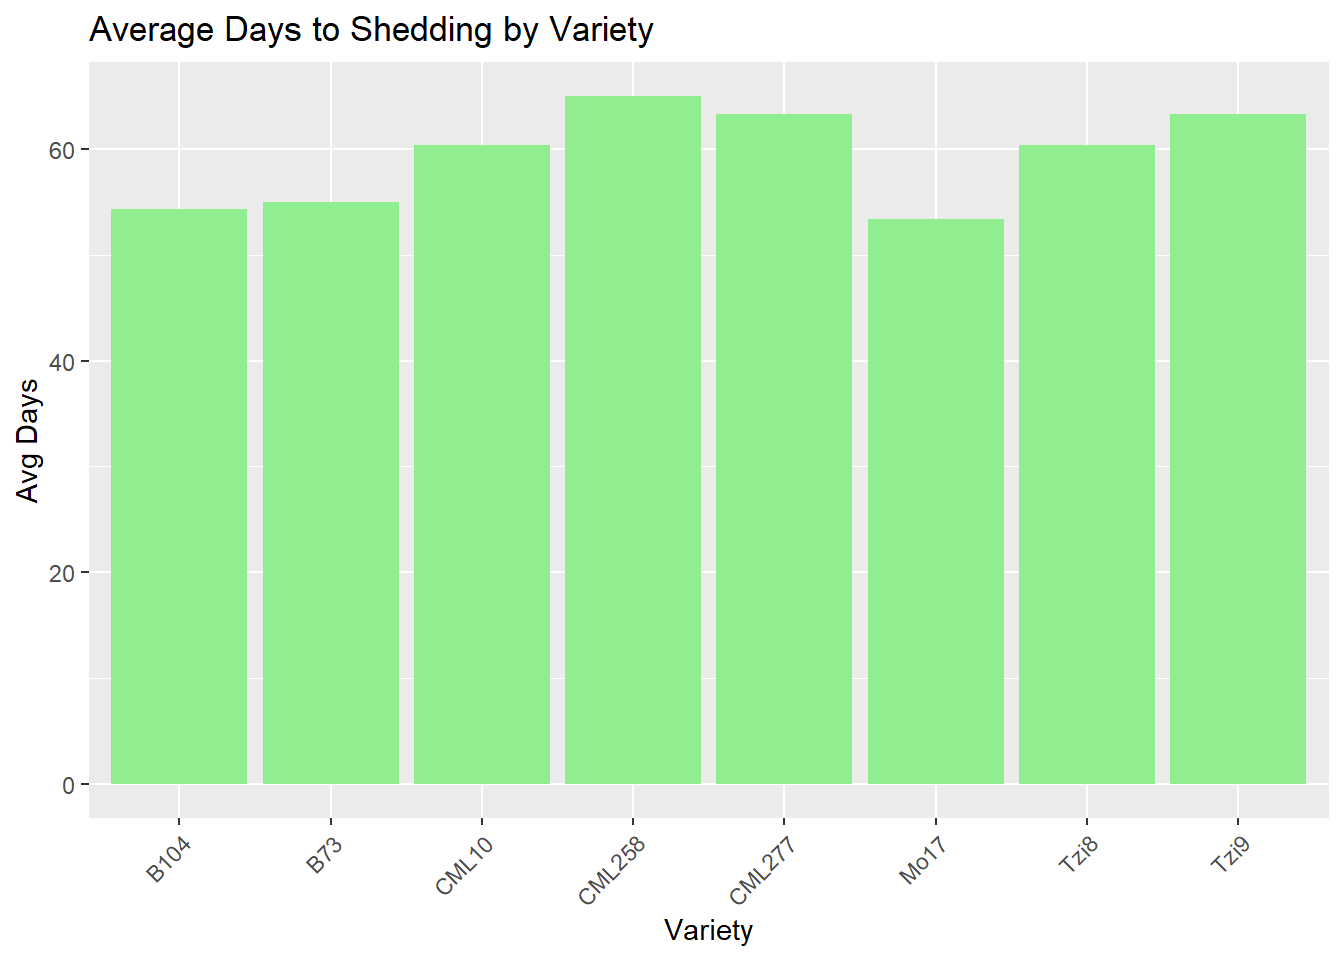 Average Days to Shedding by Variety
Avg Days
60
40
20
0
B104
B73
CML10
CML258
CML277
Mo17
Tzi8
Tzi9
Variety